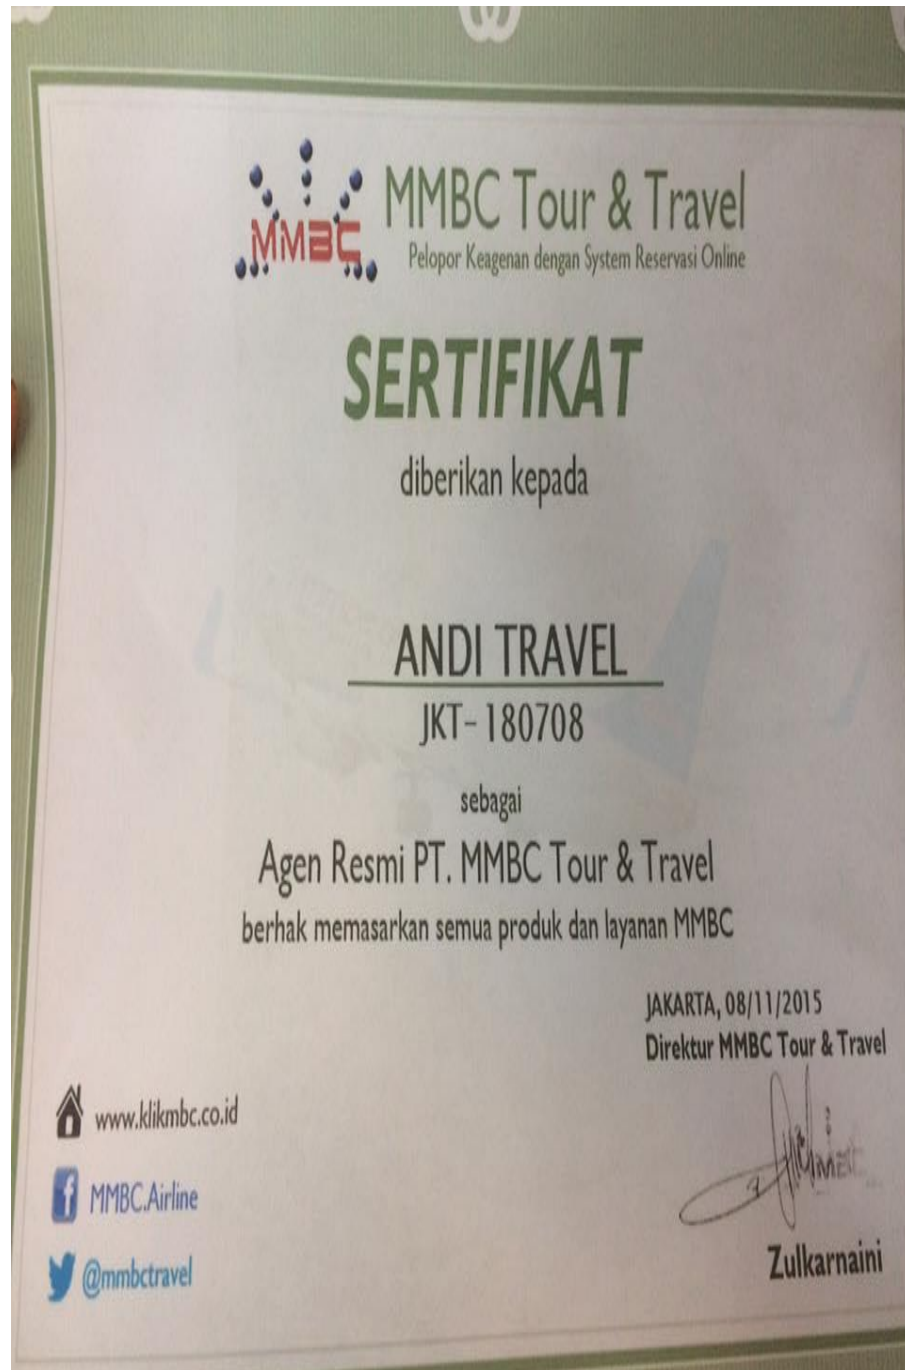 MMBC
MMBC Tour & Travel
Pelopor Keagenan dengan System Reservasi Online
SERTIFIKAT
diberikan kepada
ANDI TRAVEL
JKT-180708
sebagai
Agen Resmi PT. MMBC Tour & Travel
berhak memasarkan semua produk dan layanan MMBC
JAKARTA, 08/11/2015
Direktur MMBC Tour & Travel
www.klikmbc.co.id
MMBC.Airline
@mmbctravel
Zulkarnaini